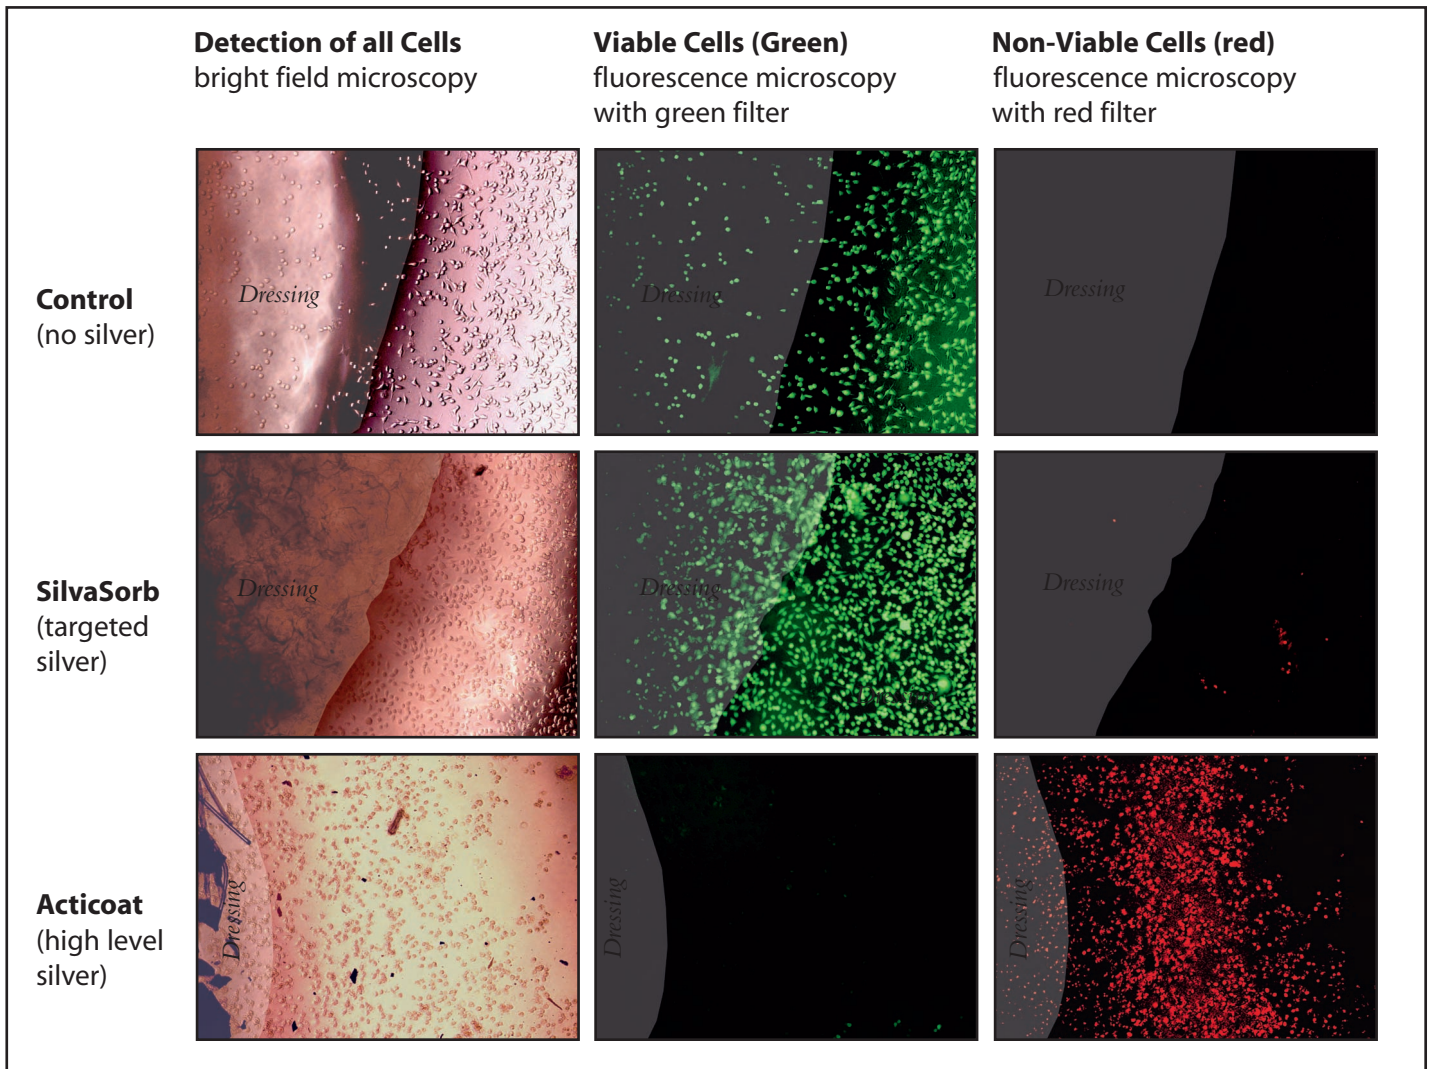 Detection of all Cells
bright field microscopy
Viable Cells (Green)
fluorescence microscopy
with green filter
Non-Viable Cells (red)
fluorescence microscopy
with red filter
Control
(no silver)
Dressing
Dressing
Dressing
SilvaSorb
(targeted
silver)
Dressing
Dressing
Dressing
Dressing
Acticoat
(high level
silver)
Dressing
Dressing
Dressing